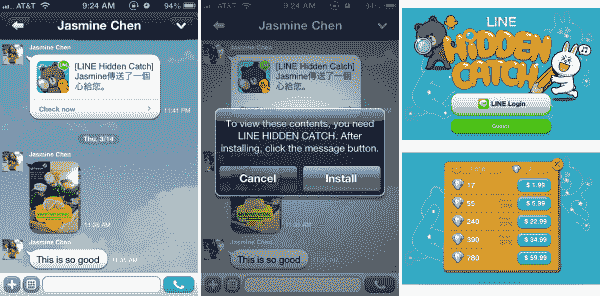 AT&T 9:24 AM 91%
Jasmine Chen
Jasmine Chen
[LINE Hidden Catch]
Jasmine傳送了一個
心給您。
Check now
11:41 PM
Thu, 3/14
Jasmine Chen
11:35 AM
Jasmine Chen
This is so good
11:35 AM
AT&T 9:24 AM 94%
Jasmine Chen
Jasmine Chen
[LINE Hidden Catch]
Jasmine傳送了一個
心給您。
To view these contents, you need
LINE HIDDEN CATCH. After
installing, click the message button.
Cancel
Install
Jasmine Chen
This is so good
LINE
HIDDEN
CATCH
LINE Login
Guest
17 $ 1.99
55 $ 5.99
240 $ 22.99
390 $ 34.99
780 $ 59.99